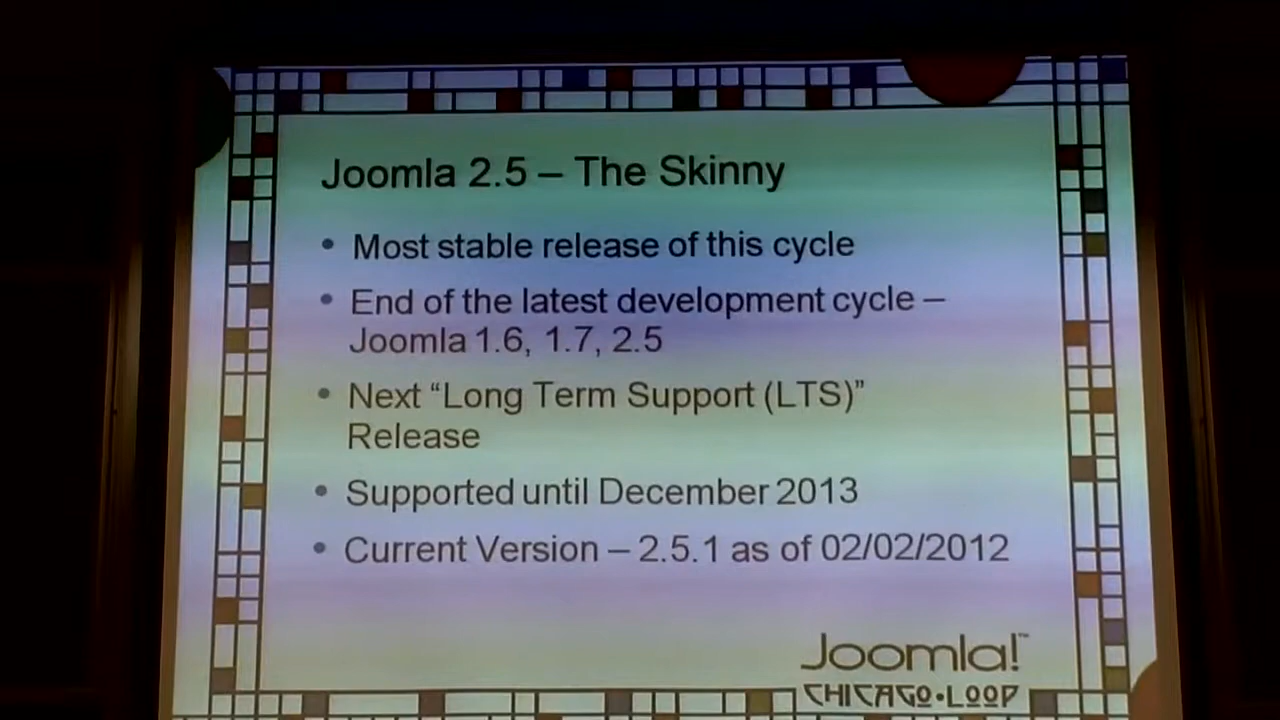 Joomla 2.5 – The Skinny
• Most stable release of this cycle
• End of the latest development cycle –
Joomla 1.6, 1.7, 2.5
• Next “Long Term Support (LTS)”
Release
• Supported until December 2013
• Current Version – 2.5.1 as of 02/02/2012
Joomla!™
CHICAGO•LOOP